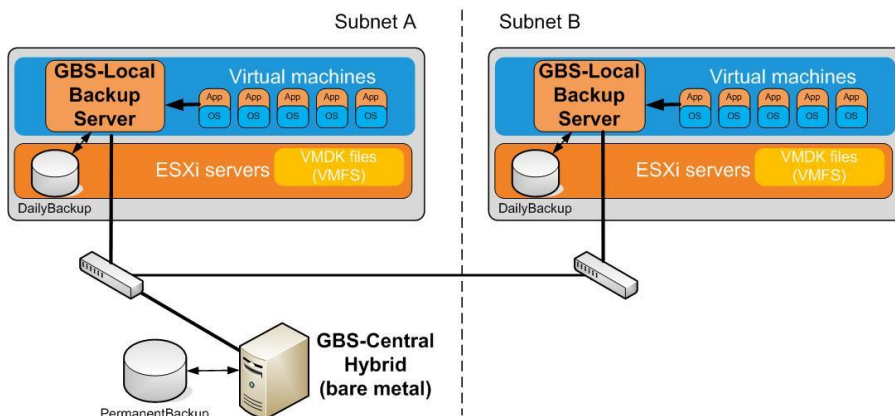 Subnet A
Subnet B
GBS-Local
Backup
Server
Virtual machines
App App App App App
OS OS OS OS OS
ESXi servers
VMDK files
(VMFS)
DailyBackup
GBS-Local
Backup
Server
Virtual machines
App App App App App
OS OS OS OS OS
ESXi servers
VMDK files
(VMFS)
DailyBackup
GBS-Central
Hybrid
(bare metal)
PermanentBackup